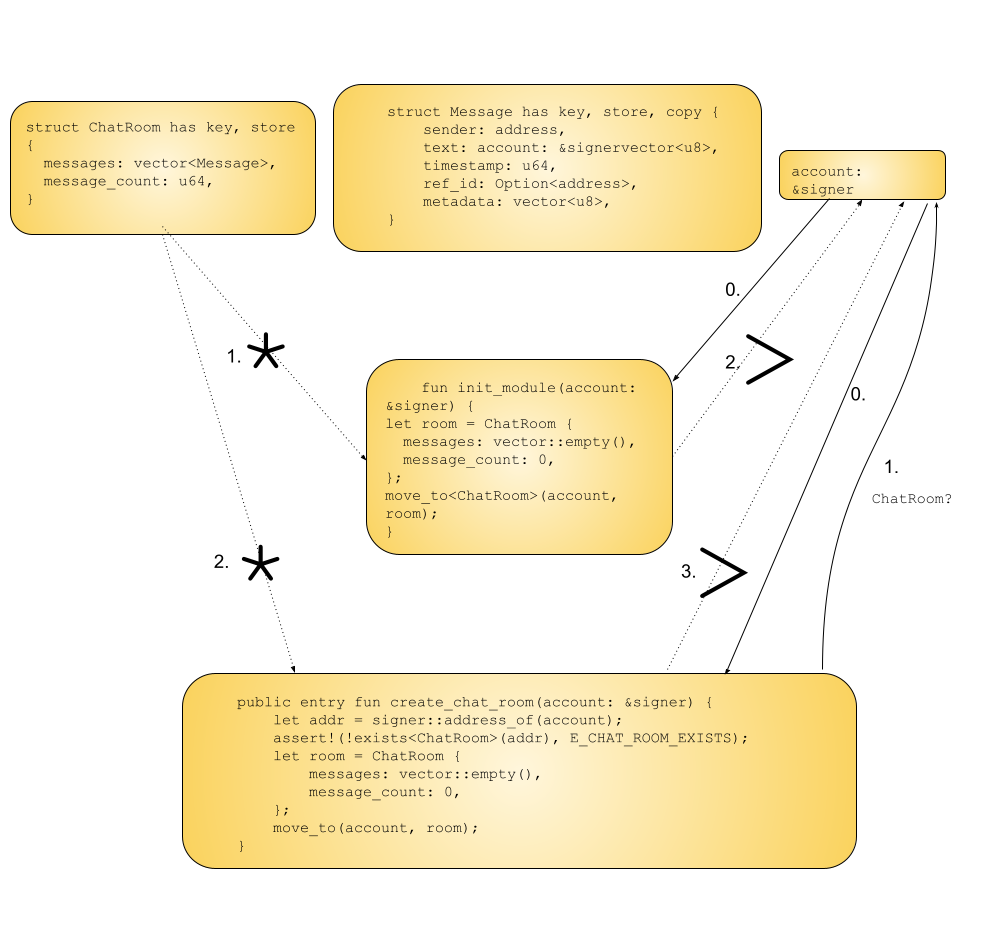 struct ChatRoom has key, store
{
  messages: vector<Message>,
  message_count: u64,
}
struct Message has key, store, copy {
    sender: address,
    text: account: &signervector<u8>,
    timestamp: u64,
    ref_id: Option<address>,
    metadata: vector<u8>,
}
account:
&signer
0.
1.
2.
    fun init_module(account:
&signer) {
let room = ChatRoom {
  messages: vector::empty(),
  message_count: 0,
};
move_to<ChatRoom>(account,
room);
}
0.
1.
ChatRoom?
2.
3.
public entry fun create_chat_room(account: &signer) {
    let addr = signer::address_of(account);
    assert!(!exists<ChatRoom>(addr), E_CHAT_ROOM_EXISTS);
    let room = ChatRoom {
        messages: vector::empty(),
        message_count: 0,
    };
    move_to(account, room);
}